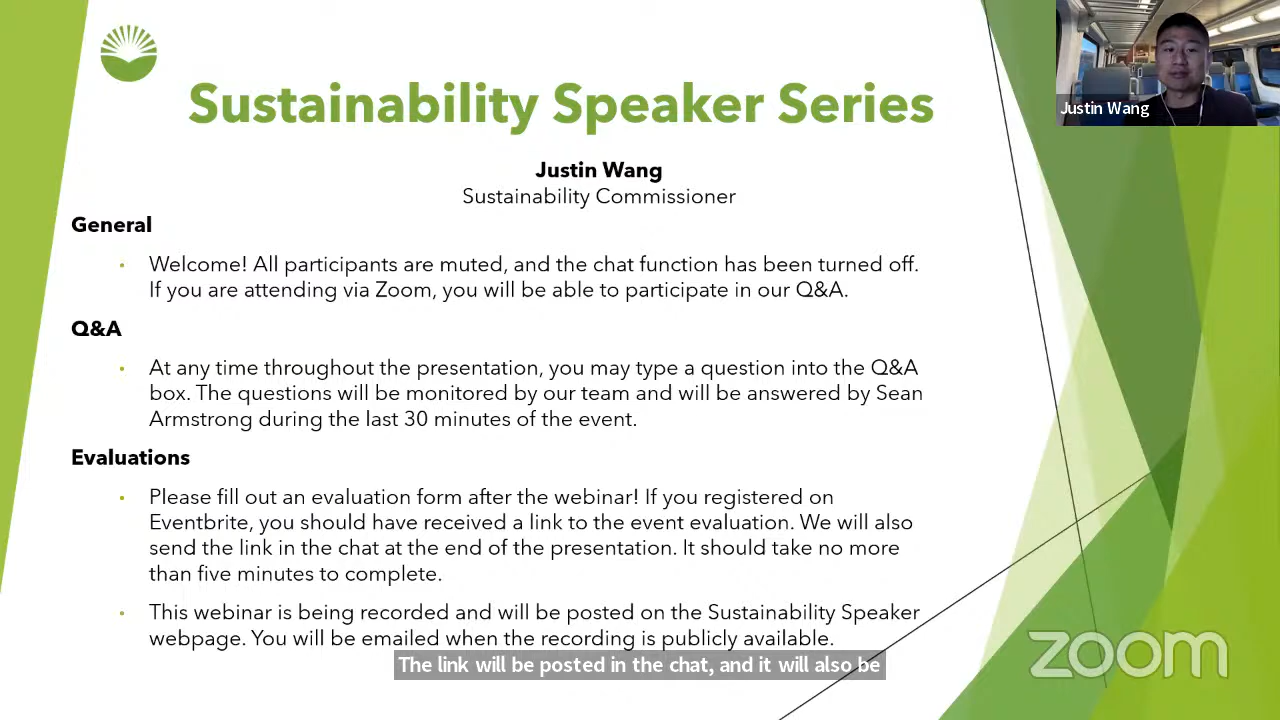 Sustainability Speaker Series
Justin Wang
Justin Wang
Sustainability Commissioner
General
• Welcome! All participants are muted, and the chat function has been turned off.
If you are attending via Zoom, you will be able to participate in our Q&A.
Q&A
• At any time throughout the presentation, you may type a question into the Q&A
box. The questions will be monitored by our team and will be answered by Sean
Armstrong during the last 30 minutes of the event.
Evaluations
• Please fill out an evaluation form after the webinar! If you registered on
Eventbrite, you should have received a link to the event evaluation. We will also
send the link in the chat at the end of the presentation. It should take no more
than five minutes to complete.
• This webinar is being recorded and will be posted on the Sustainability Speaker
webpage. You will be emailed when the recording is publicly available.
The link will be posted in the chat, and it will also be
zoom